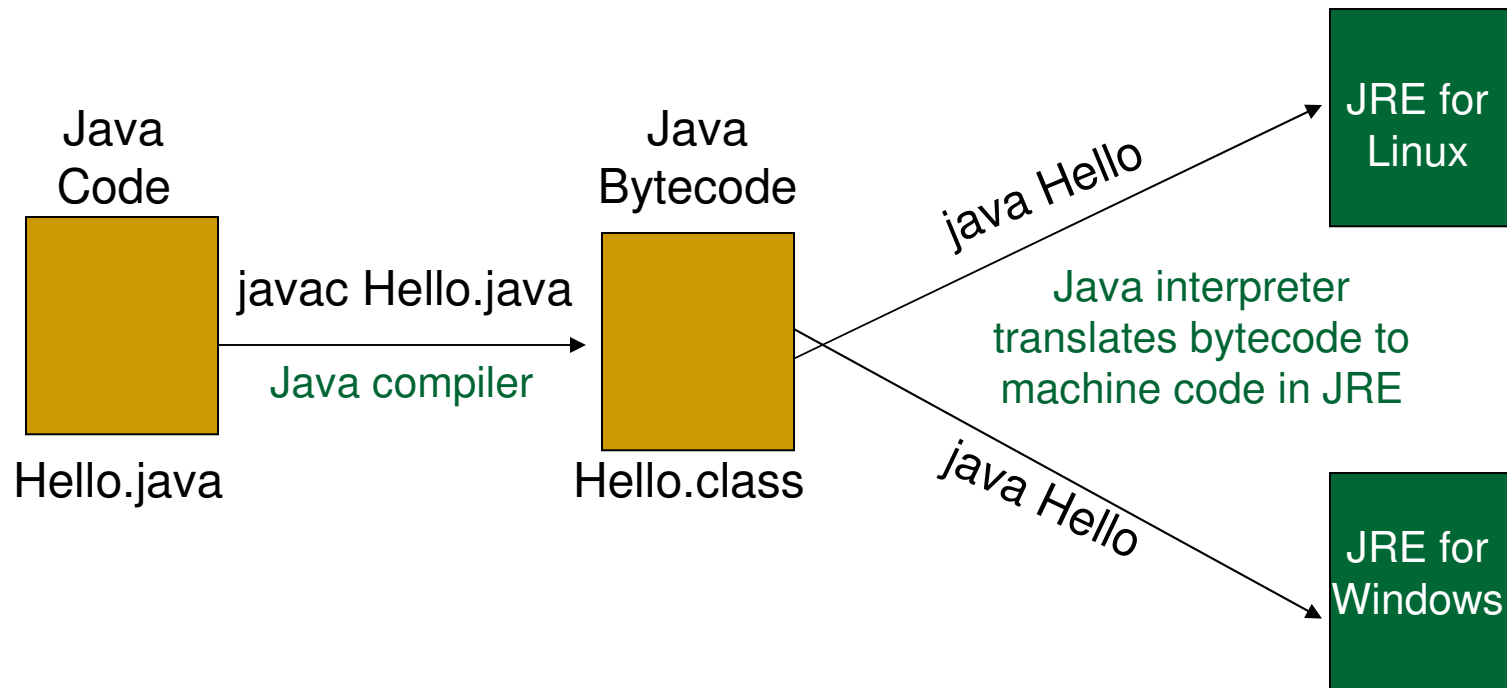 Java
Code
Hello.java
javac Hello.java
Java compiler
Java
Bytecode
Hello.class
java Hello
Java interpreter
translates bytecode to
machine code in JRE
java Hello
JRE for
Linux
JRE for
Windows